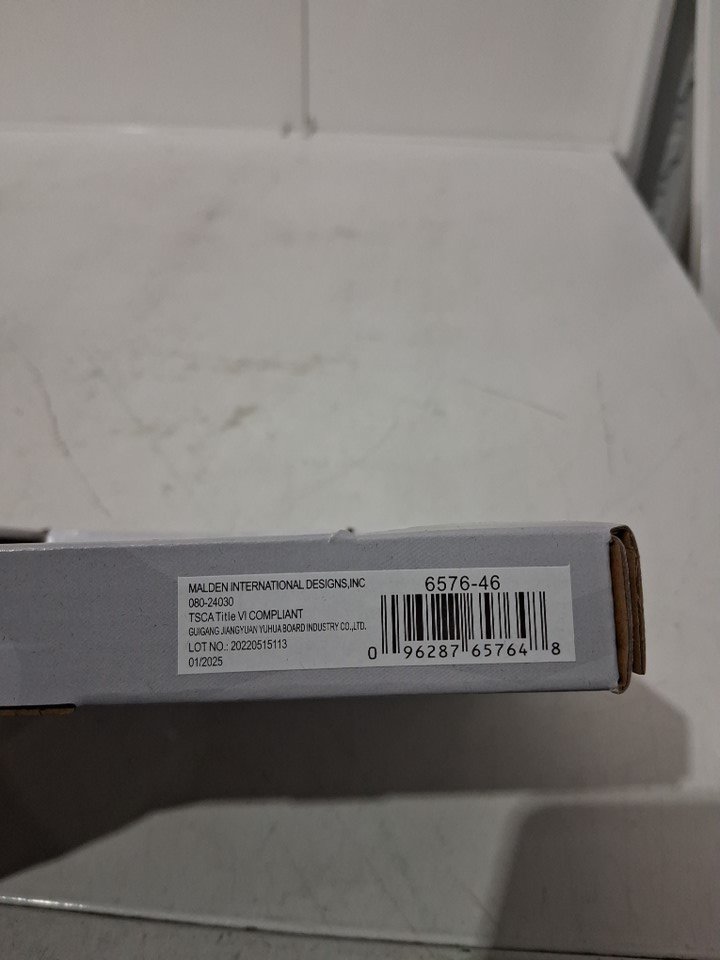 MALDEN INTERNATIONAL DESIGNS,INC
080-24030
TSCA Title VI COMPLIANT
GUIGANG JIANGYUAN YUHUA BOARD INDUSTRY CO.,LTD.
LOT NO.: 20220515113
01/2025
6576-46
0 96287 65764 8